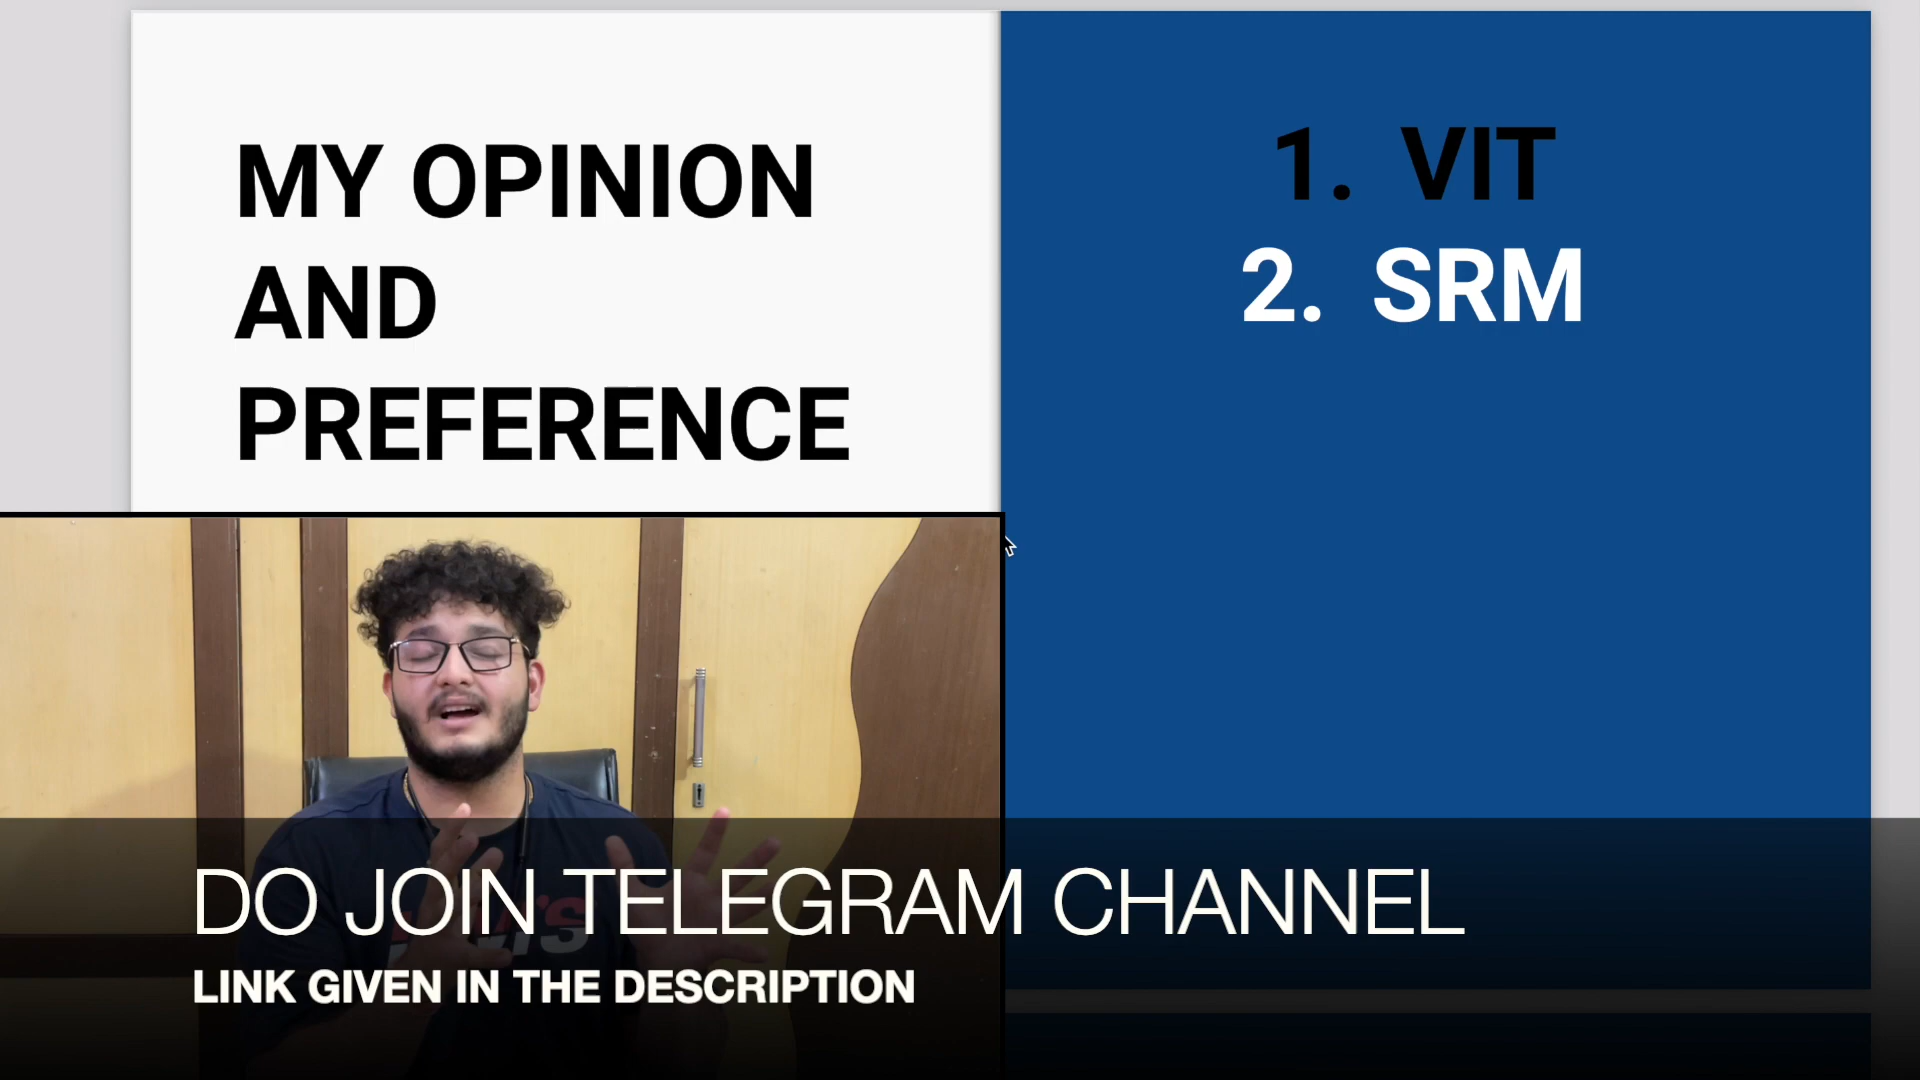 MY OPINION
AND
PREFERENCE
1. VIT
2. SRM
DO JOIN TELEGRAM CHANNEL
LINK GIVEN IN THE DESCRIPTION